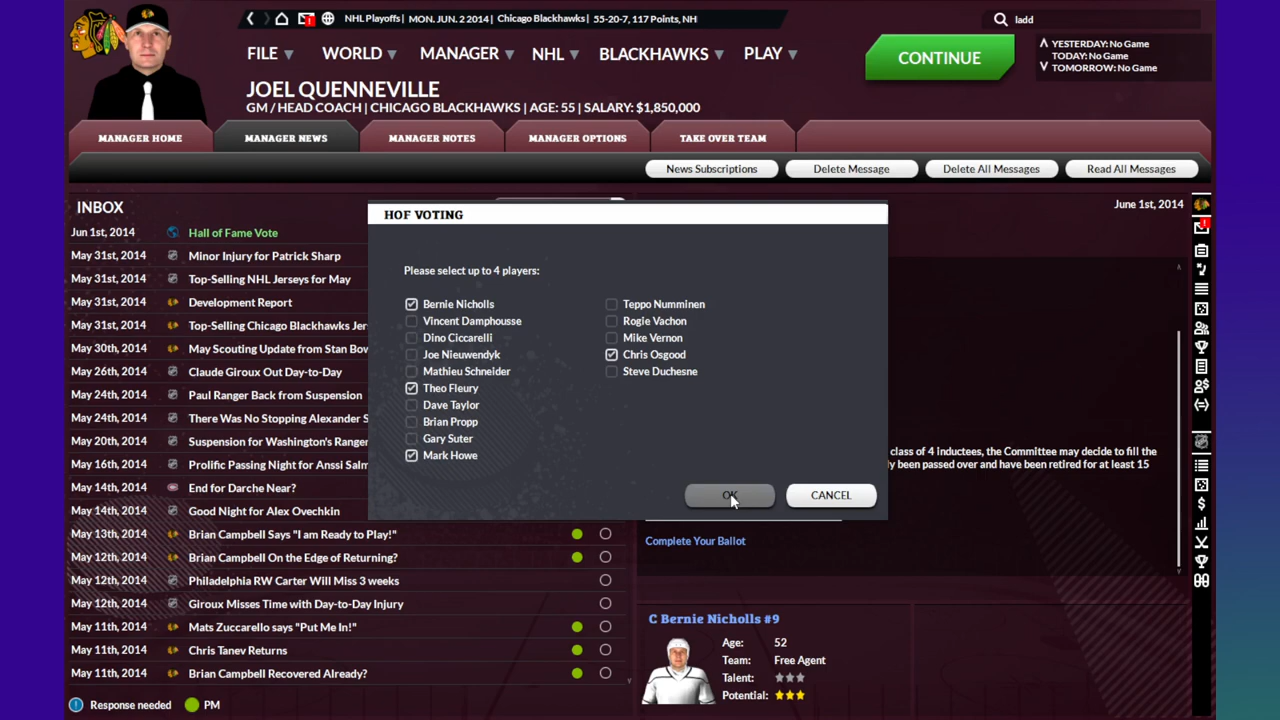 NHL Playoffs | MON. JUN. 2 2014 | Chicago Blackhawks | 55-20-7, 117 Points, NH
ladd
FILE WORLD MANAGER NHL BLACKHAWKS PLAY
CONTINUE
YESTERDAY: No Game
TODAY: No Game
TOMORROW: No Game
JOEL QUENNEVILLE
GM / HEAD COACH | CHICAGO BLACKHAWKS | AGE: 55 | SALARY: $1,850,000
MANAGER HOME MANAGER NEWS MANAGER NOTES MANAGER OPTIONS TAKE OVER TEAM
News Subscriptions Delete Message Delete All Messages Read All Messages
INBOX
June 1st, 2014
Jun 1st, 2014 Hall of Fame Vote
May 31st, 2014 Minor Injury for Patrick Sharp
May 31st, 2014 Top-Selling NHL Jerseys for May
May 31st, 2014 Development Report
May 31st, 2014 Top-Selling Chicago Blackhawks Jer
May 30th, 2014 May Scouting Update from Stan Bow
May 26th, 2014 Claude Giroux Out Day-to-Day
May 24th, 2014 Paul Ranger Back from Suspension
May 24th, 2014 There Was No Stopping Alexander S
May 20th, 2014 Suspension for Washington's Ranger
May 16th, 2014 Prolific Passing Night for Anssi Salm
May 14th, 2014 End for Darche Near?
May 14th, 2014 Good Night for Alex Ovechkin
May 13th, 2014 Brian Campbell Says "I am Ready to Play!"
May 12th, 2014 Brian Campbell On the Edge of Returning?
May 12th, 2014 Philadelphia RW Carter Will Miss 3 weeks
May 12th, 2014 Giroux Misses Time with Day-to-Day Injury
May 11th, 2014 Mats Zuccarello says "Put Me In!"
May 11th, 2014 Chris Tanev Returns
May 11th, 2014 Brian Campbell Recovered Already?
Response needed PM
HOF VOTING
Please select up to 4 players:
Bernie Nicholls
Vincent Damphousse
Dino Ciccarelli
Joe Nieuwendyk
Mathieu Schneider
Theo Fleury
Dave Taylor
Brian Propp
Gary Suter
Mark Howe
Teppo Numminen
Rogie Vachon
Mike Vernon
Chris Osgood
Steve Duchesne
OK CANCEL
class of 4 inductees, the Committee may decide to fill the
y been passed over and have been retired for at least 15
Complete Your Ballot
C Bernie Nicholls #9
Age: 52
Team: Free Agent
Talent:
Potential: